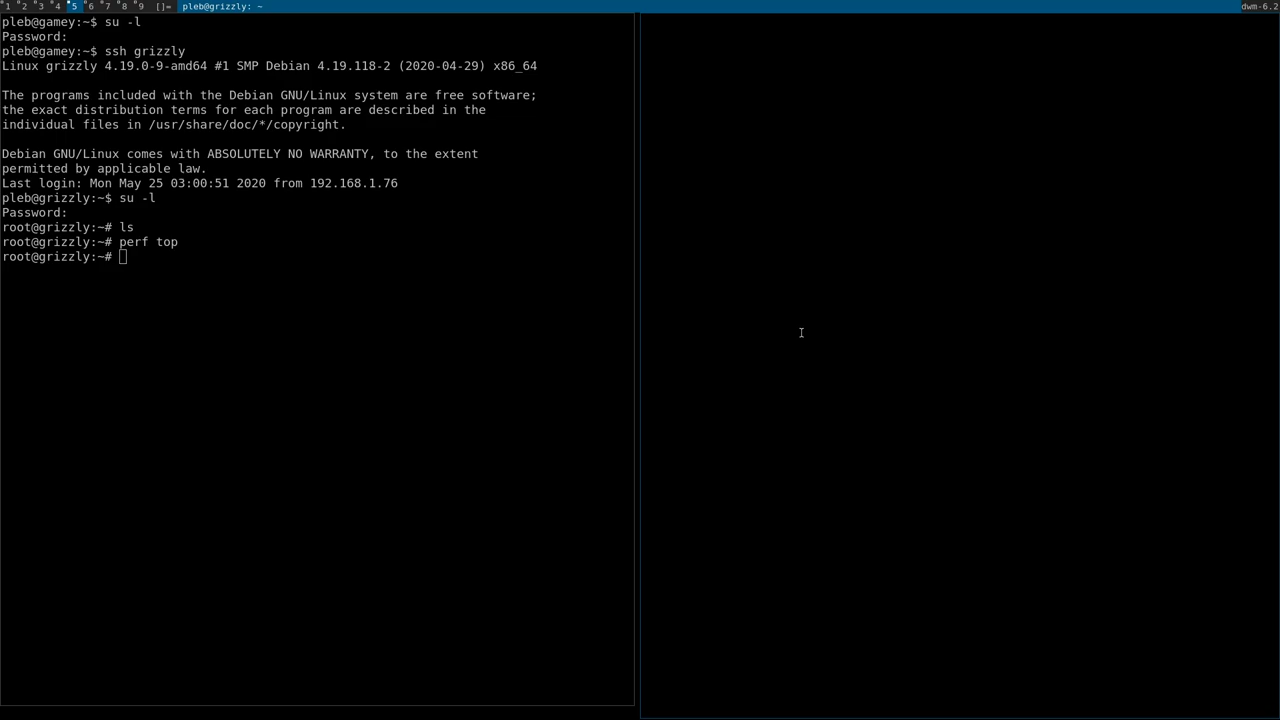 1 2 3 4 5 6 7 8 9 []= pleb@grizzly: ~ dwm-6.2
pleb@gamey:~$ su -l
Password:
pleb@gamey:~$ ssh grizzly
Linux grizzly 4.19.0-9-amd64 #1 SMP Debian 4.19.118-2 (2020-04-29) x86_64
The programs included with the Debian GNU/Linux system are free software;
the exact distribution terms for each program are described in the
individual files in /usr/share/doc/*/copyright.
Debian GNU/Linux comes with ABSOLUTELY NO WARRANTY, to the extent
permitted by applicable law.
Last login: Mon May 25 03:00:51 2020 from 192.168.1.76
pleb@grizzly:~$ su -l
Password:
root@grizzly:~# ls
root@grizzly:~# perf top
root@grizzly:~#